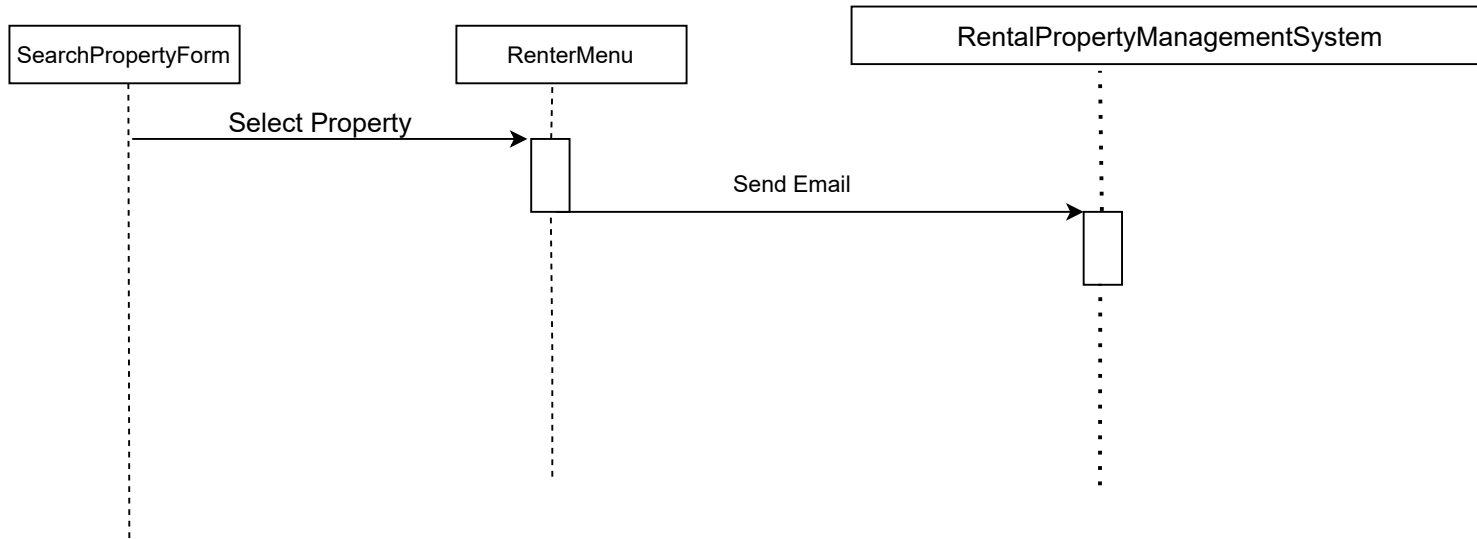 SearchPropertyForm
RenterMenu
RentalPropertyManagementSystem
Select Property
Send Email